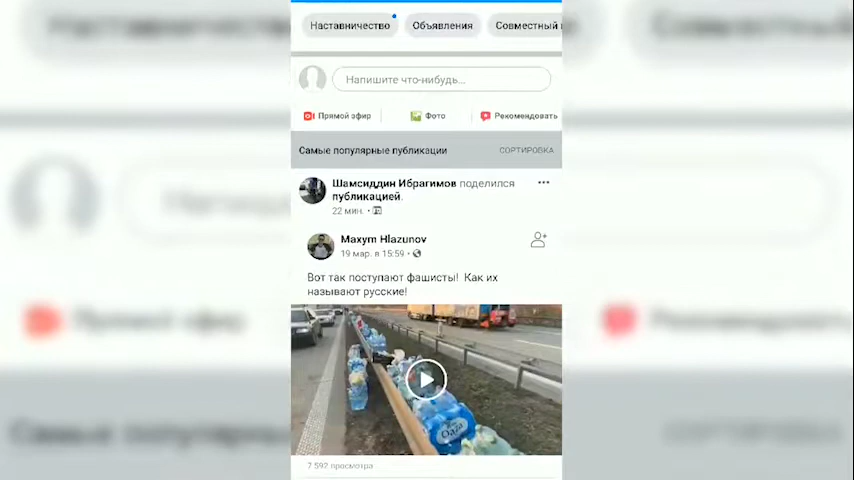 Наставничество
Объявления
Совместный
Напишите что-нибудь...
Прямой эфир
Фото
Рекомендовать
Самые популярные публикации
СОРТИРОВКА
Шамсиддин Ибрагимов поделился
публикацией.
22 мин. •
Maxym Hlazunov
19 мар. в 15:59 •
Вот так поступают фашисты! Как их
называют русские!
Oaza
7 592 просмотра